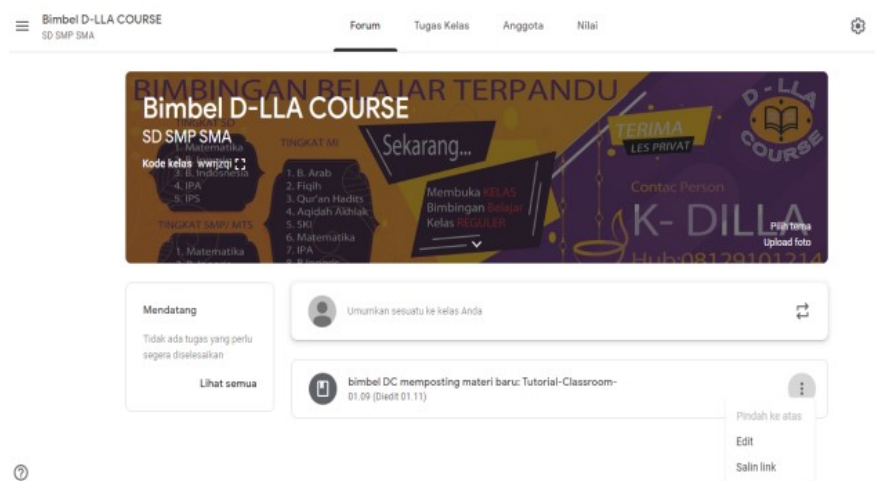 Bimbel D-LLA COURSE
SD SMP SMA
Forum
Tugas Kelas
Anggota
Nilai
BIMBINGAN BELAJAR TERPANDU
Bimbel D-LLA COURSE
SD SMP SMA
Kode kelas wwrjzqi
TINGKAT SD
1. Matematika
3. B. Indonesia
4. IPA
5. IPS
TINGKAT SMP/ MTS
1. Matematika
TINGKAT MI
1. B. Arab
2. Fiqih
3. Qur'an Hadits
4. Aqidah Akhlak
5. SKI
6. Matematika
7. IPA
Sekarang...
Membuka KELAS
Bimbingan Belajar
Kelas REGULER
TERIMA
LES PRIVAT
D-LLA COURSE
Contac Person
K- DILLA
Hub:08129101214
Pilih tema
Upload foto
Mendatang
Tidak ada tugas yang perlu
segera diselesaikan
Lihat semua
Umumkan sesuatu ke kelas Anda
bimbel DC memposting materi baru: Tutorial-Classroom-
01.09 (Diedit 01.11)
Pindah ke atas
Edit
Salin link